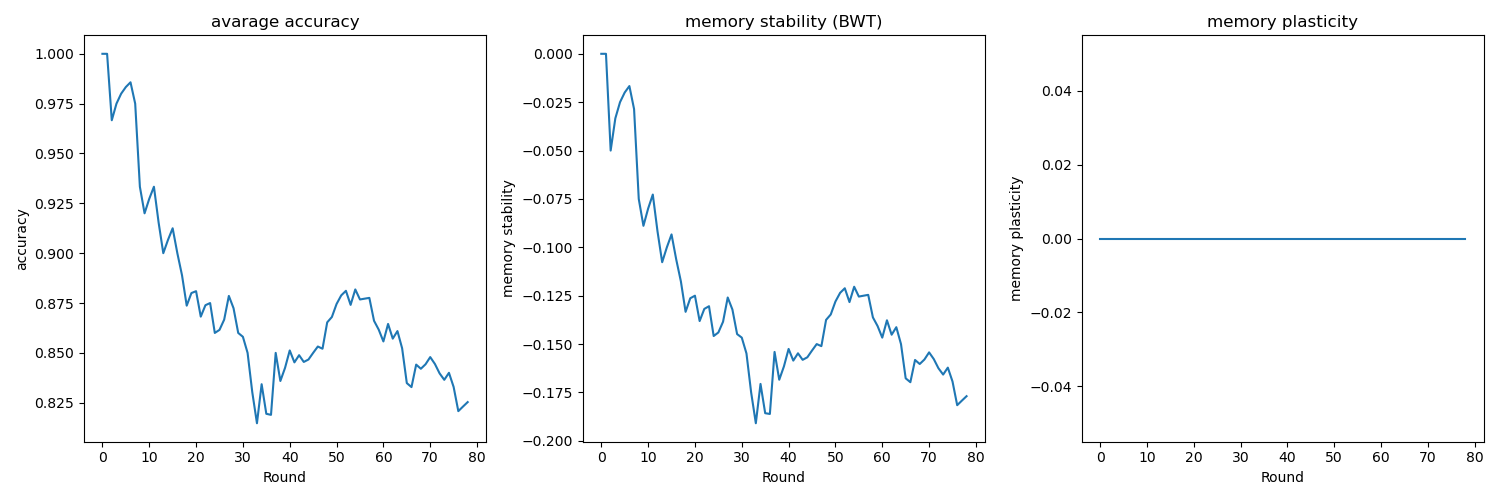 avarage accuracy
1.000
0.975
0.950
0.925
0.900
0.875
0.850
0.825
accuracy
0 10 20 30 40 50 60 70 80
Round
memory stability (BWT)
0.000
−0.025
−0.050
−0.075
−0.100
−0.125
−0.150
−0.175
−0.200
memory stability
0 10 20 30 40 50 60 70 80
Round
memory plasticity
0.04
0.02
0.00
−0.02
−0.04
memory plasticity
0 10 20 30 40 50 60 70 80
Round